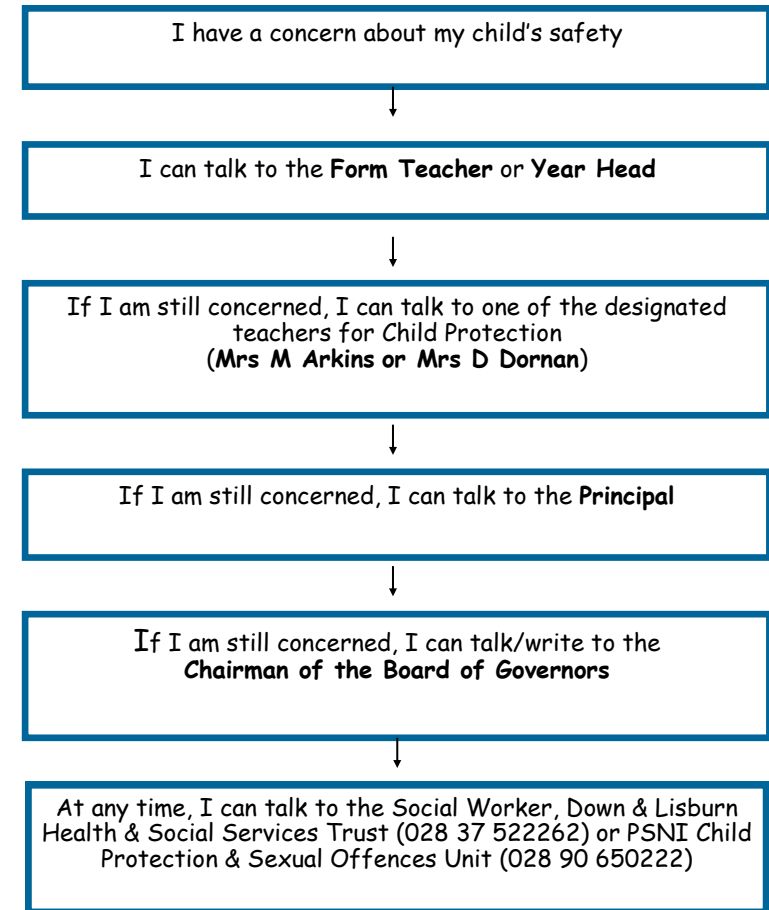 I have a concern about my child's safety
I can talk to the Form Teacher or Year Head
If I am still concerned, I can talk to one of the designated
teachers for Child Protection
(Mrs M Arkins or Mrs D Dornan)
If I am still concerned, I can talk to the Principal
If I am still concerned, I can talk/write to the
Chairman of the Board of Governors
At any time, I can talk to the Social Worker, Down & Lisburn
Health & Social Services Trust (028 37 522262) or PSNI Child
Protection & Sexual Offences Unit (028 90 650222)